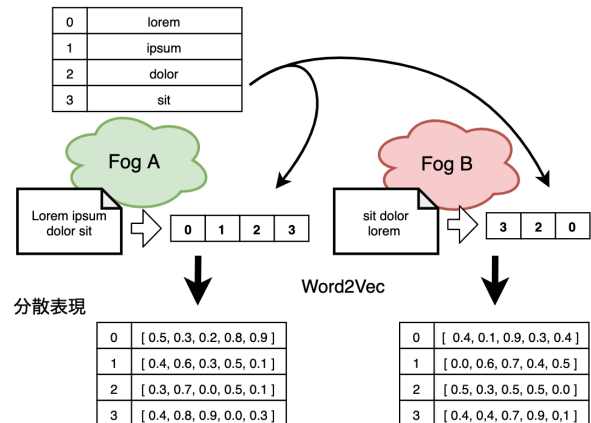 0 lorem
1 ipsum
2 dolor
3 sit
Fog A
Fog B
Lorem ipsum
dolor sit
0 1 2 3
sit dolor
lorem
3 2 0
Word2Vec
分散表現
0 [ 0.5, 0.3, 0.2, 0.8, 0.9 ]
1 [ 0.4, 0.6, 0.3, 0.5, 0.1 ]
2 [ 0.3, 0.7, 0.0, 0.5, 0.1 ]
3 [ 0.4, 0.8, 0.9, 0.0, 0.3 ]
0 [ 0.4, 0.1, 0.9, 0.3, 0.4 ]
1 [ 0.0, 0.6, 0.7, 0.4, 0.5 ]
2 [ 0.5, 0.3, 0.5, 0.5, 0.0 ]
3 [ 0.4, 0,4, 0.7, 0.9, 0,1 ]